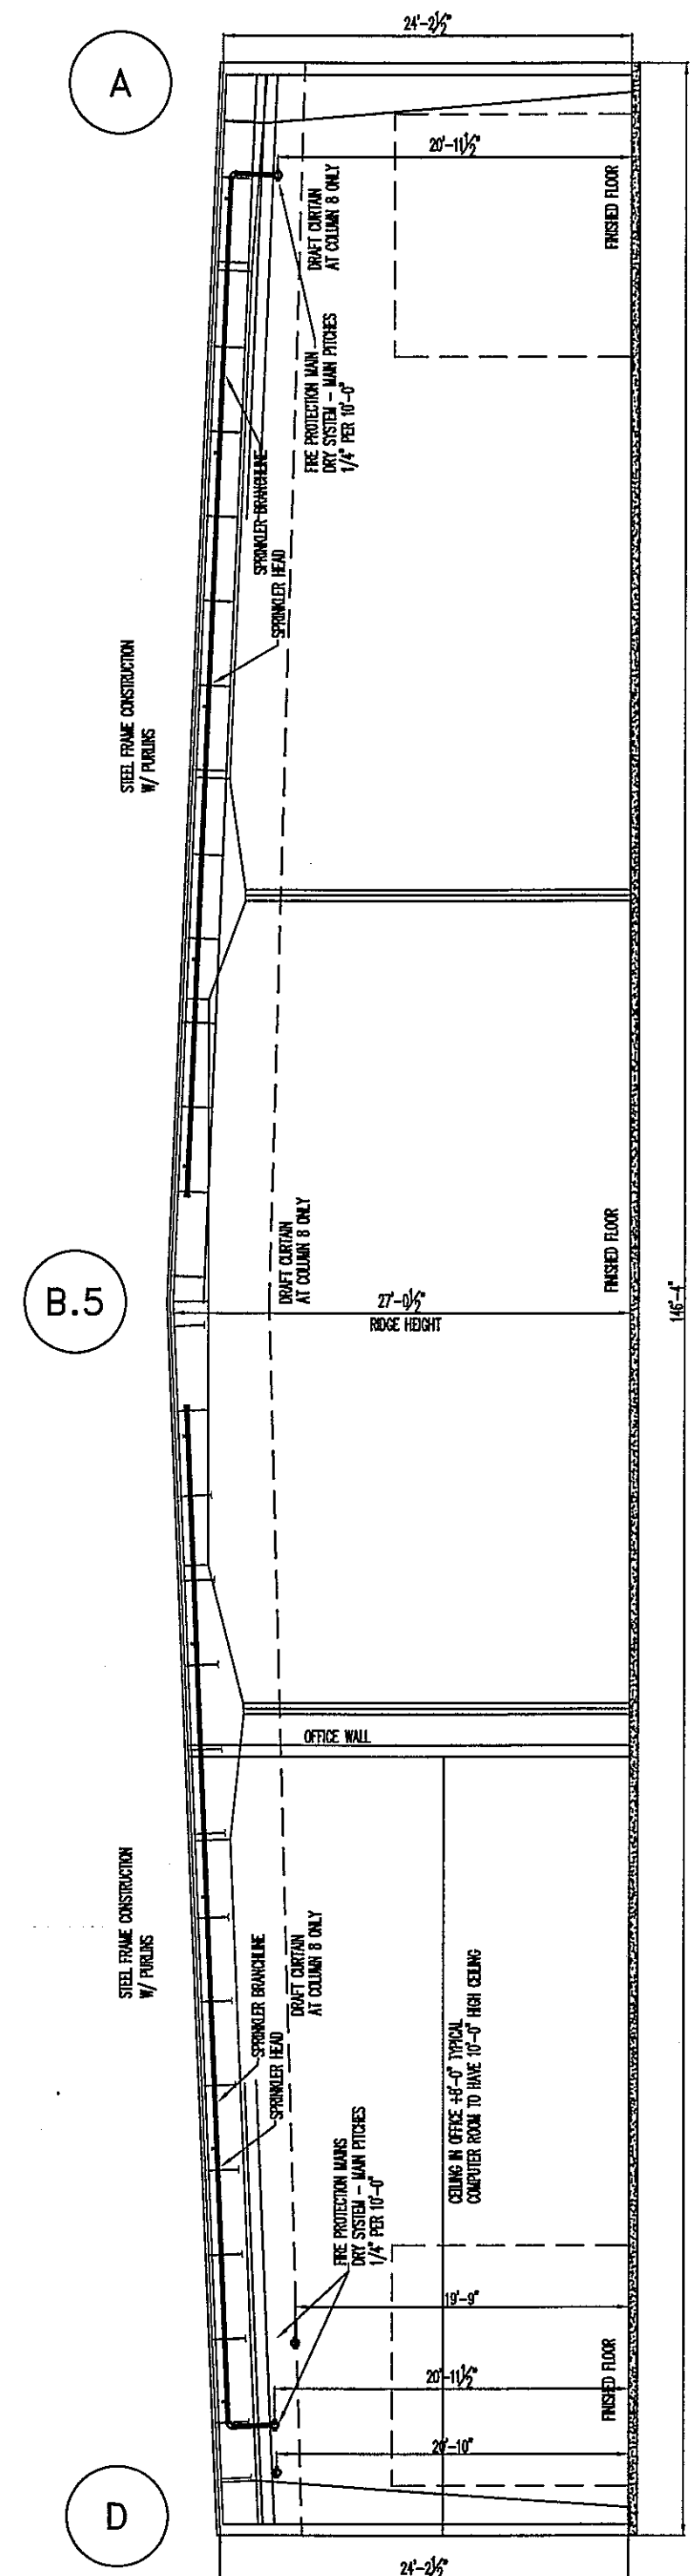 24'-2½"
A
20'-11½"
DRAFT CURTAIN
AT COLUMN 8 ONLY
FINISHED FLOOR
FIRE PROTECTION MAIN
DRY SYSTEM - MAIN PITCHES
1/4" PER 10'-0"
SPRINKLER BRANCHLINE
SPRINKLER HEAD
STEEL FRAME CONSTRUCTION
W/ PURLINS
DRAFT CURTAIN
AT COLUMN 8 ONLY
FINISHED FLOOR
B.5
27'-0½"
RIDGE HEIGHT
146'-4"
OFFICE WALL
STEEL FRAME CONSTRUCTION
W/ PURLINS
SPRINKLER BRANCHLINE
SPRINKLER HEAD
DRAFT CURTAIN
AT COLUMN 8 ONLY
CEILING IN OFFICE +8'-0" TYPICAL
COMPUTER ROOM TO HAVE 10'-0" HIGH CEILING
FIRE PROTECTION MAINS
DRY SYSTEM - MAIN PITCHES
1/4" PER 10'-0"
19'-9"
20'-11½"
FINISHED FLOOR
20'-10"
D
24'-2½"